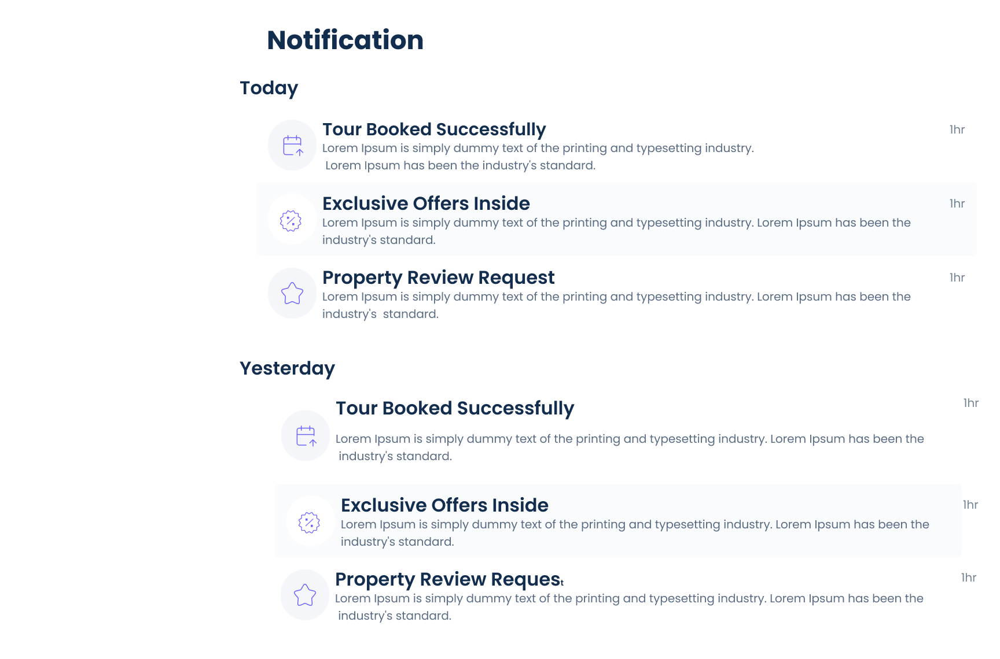 Notification
Today
Tour Booked Successfully
1hr
Lorem Ipsum is simply dummy text of the printing and typesetting industry.
Lorem Ipsum has been the industry's standard.
Exclusive Offers Inside
1hr
Lorem Ipsum is simply dummy text of the printing and typesetting industry. Lorem Ipsum has been the
industry's standard.
Property Review Request
1hr
Lorem Ipsum is simply dummy text of the printing and typesetting industry. Lorem Ipsum has been the
industry's  standard.
Yesterday
Tour Booked Successfully
1hr
Lorem Ipsum is simply dummy text of the printing and typesetting industry. Lorem Ipsum has been the
industry's standard.
Exclusive Offers Inside
1hr
Lorem Ipsum is simply dummy text of the printing and typesetting industry. Lorem Ipsum has been the
industry's standard.
Property Review Request
1hr
Lorem Ipsum is simply dummy text of the printing and typesetting industry. Lorem Ipsum has been the
industry's standard.